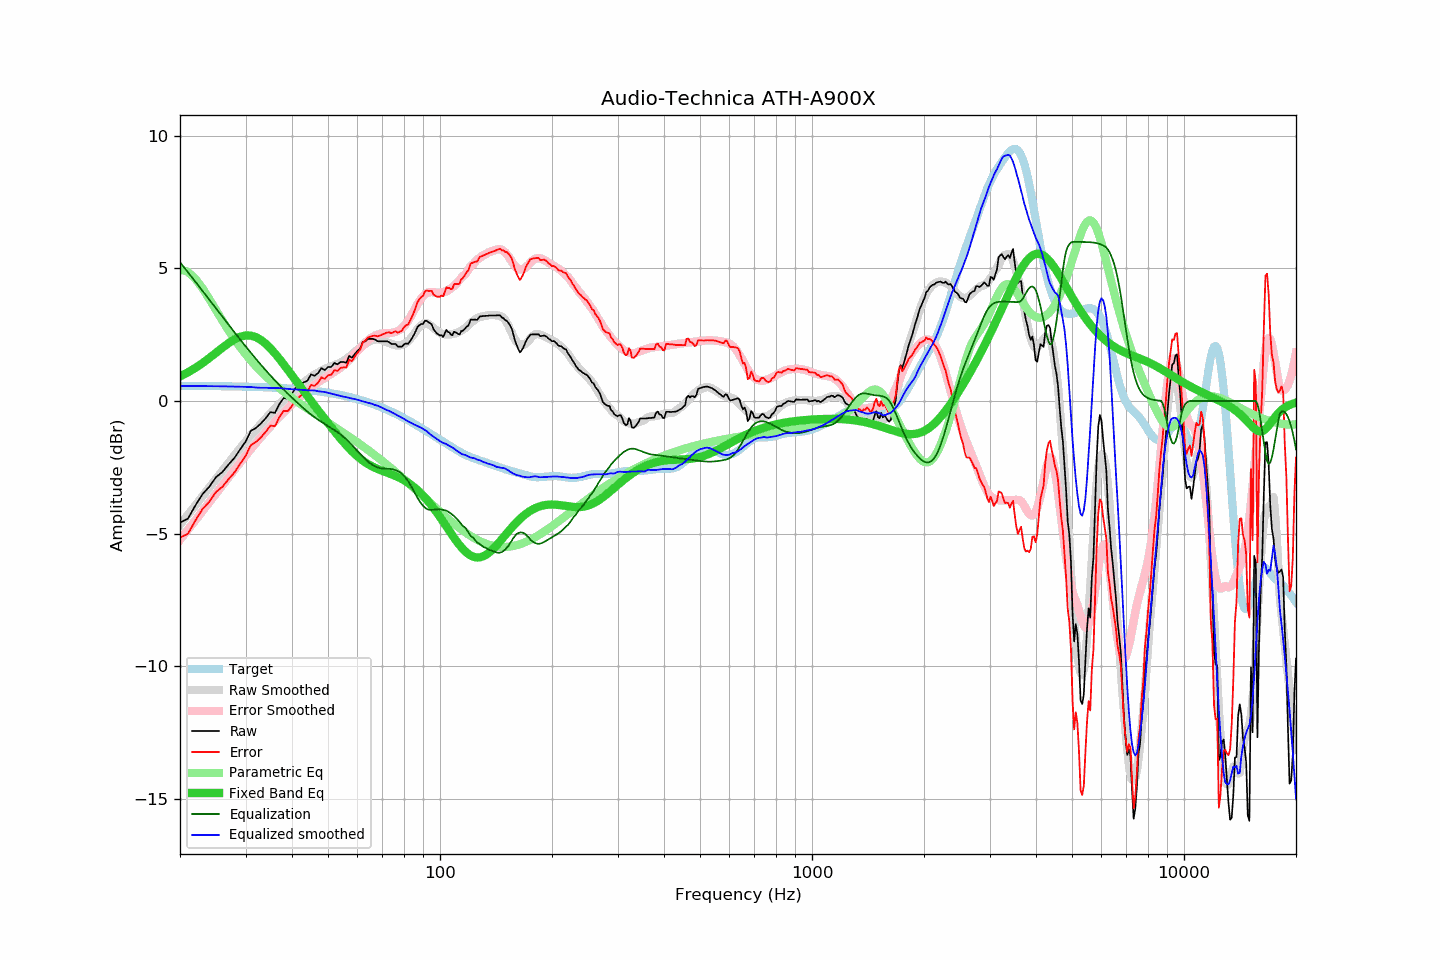 Audio-Technica ATH-A900X
10
5
0
−5
−10
−15
Amplitude (dBr)
Target
Raw Smoothed
Error Smoothed
Raw
Error
Parametric Eq
Fixed Band Eq
Equalization
Equalized smoothed
100
1000
10000
Frequency (Hz)